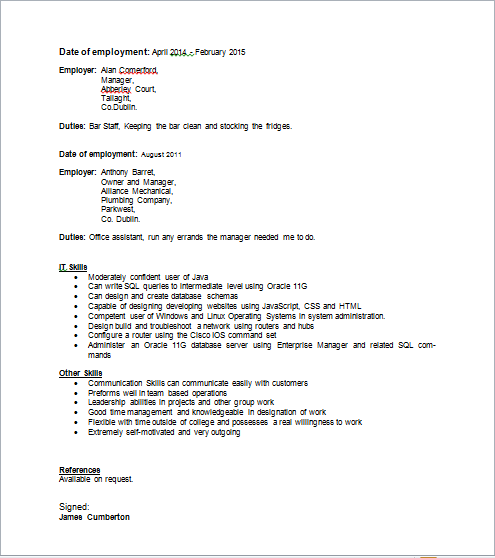 Date of employment: April 2014 - February 2015
Employer: Alan Comerford,
Manager,
Abberley Court,
Tallaght,
Co.Dublin.
Duties: Bar Staff, Keeping the bar clean and stocking the fridges.
Date of employment: August 2011
Employer: Anthony Barret,
Owner and Manager,
Alliance Mechanical,
Plumbing Company,
Parkwest,
Co. Dublin.
Duties: Office assistant, run any errands the manager needed me to do.
IT. Skills
• Moderately confident user of Java
• Can write SQL queries to intermediate level using Oracle 11G
• Can design and create database schemas
• Capable of designing developing websites using JavaScript, CSS and HTML
• Competent user of Windows and Linux Operating Systems in system administration.
• Design build and troubleshoot a network using routers and hubs
• Configure a router using the Cisco IOS command set
• Administer an Oracle 11G database server using Enterprise Manager and related SQL com-
mands
Other Skills
• Communication Skills can communicate easily with customers
• Preforms well in team based operations
• Leadership abilities in projects and other group work
• Good time management and knowledgeable in designation of work
• Flexible with time outside of college and possesses a real willingness to work
• Extremely self-motivated and very outgoing
References
Available on request.
Signed:
James Cumberton